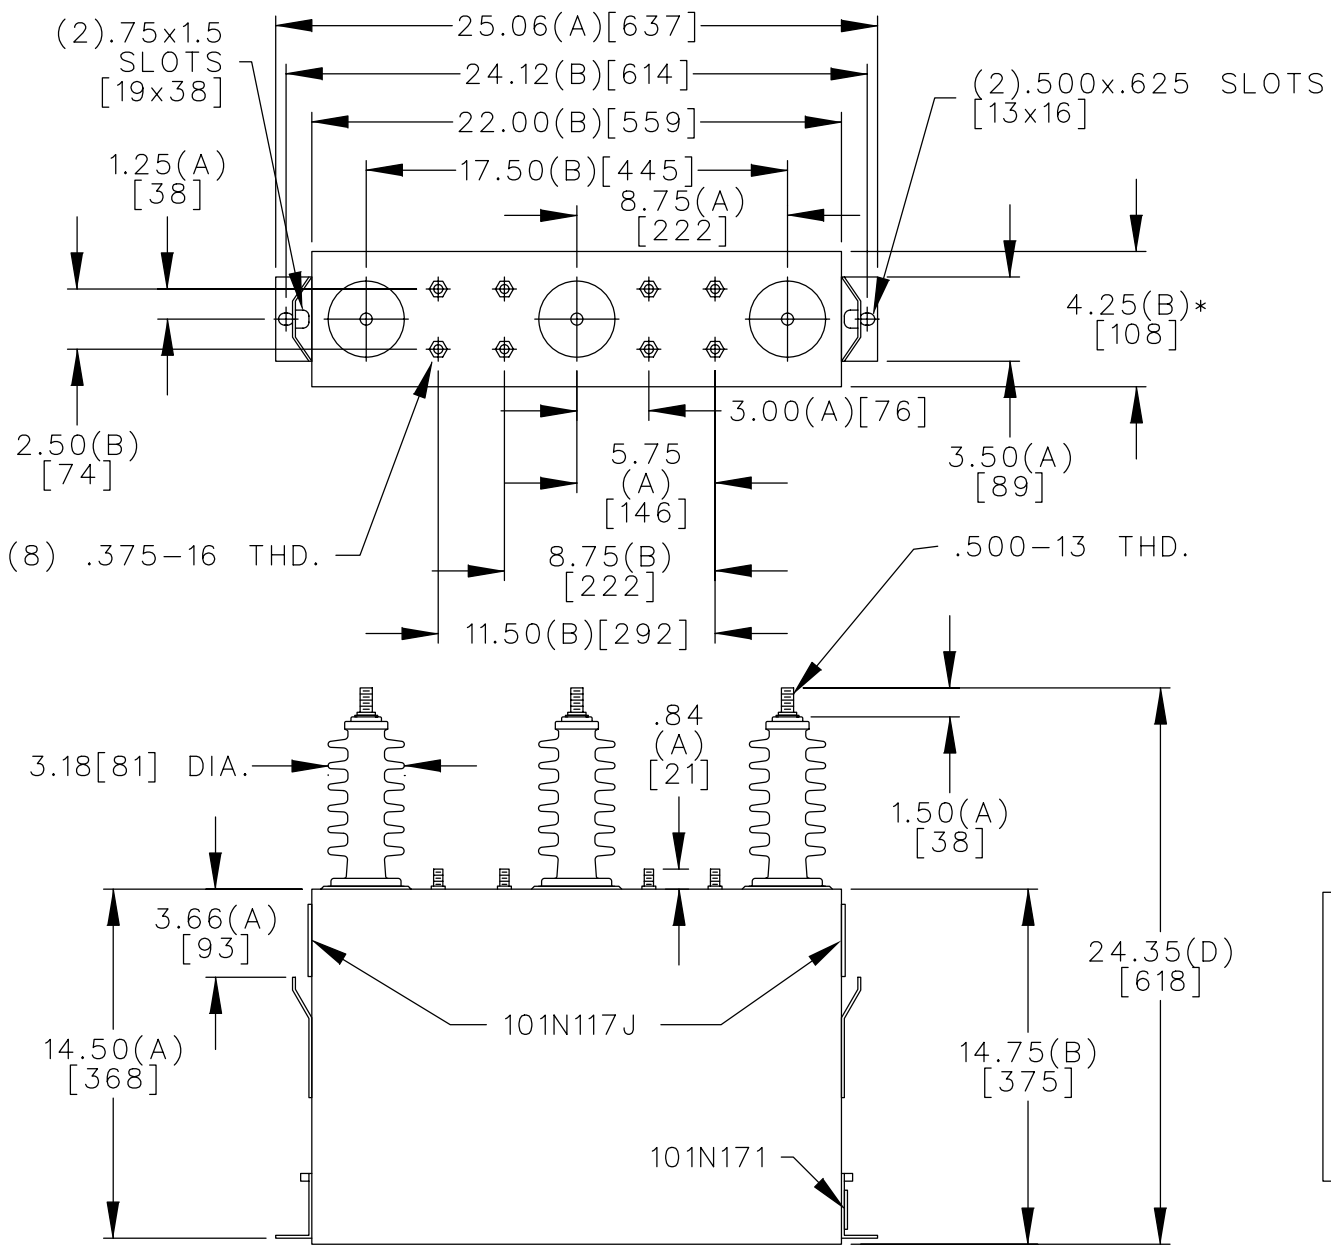 (2).75x1.5
SLOTS
[19x38]
25.06(A)[637]
24.12(B)[614]
22.00(B)[559]
17.50(B)[445]
8.75(A)
[222]
(2).500x.625 SLOTS
[13x16]
1.25(A)
[38]
4.25(B)*
[108]
2.50(B)
[74]
3.00(A)[76]
5.75
(A)
[146]
3.50(A)
[89]
(8) .375-16 THD.
8.75(B)
[222]
.500-13 THD.
11.50(B)[292]
.84
(A)
[21]
3.18[81] DIA.
1.50(A)
[38]
3.66(A)
[93]
24.35(D)
[618]
101N117J
14.50(A)
[368]
14.75(B)
[375]
101N171